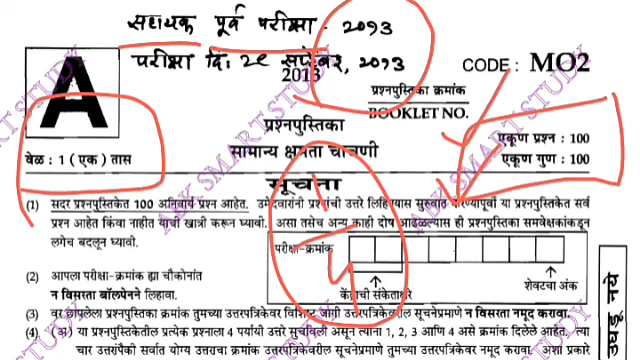 सहायक पूर्व परीक्षा - 2013
परीक्षा दि: 29 सप्टेंबर, 2013
2013
CODE : MO2
A
प्रश्नपुस्तिका क्रमांक
BOOKLET NO.
प्रश्नपुस्तिका
सामान्य क्षमता चाचणी
वेळ : 1 (एक) तास
एकूण प्रश्न : 100
एकूण गुण : 100
सूचना
(1) सदर प्रश्नपुस्तिकेत 100 अनिवार्य प्रश्न आहेत. उमेदवारांनी प्रश्नांची उत्तरे लिहिण्यास सुरुवात करण्यापूर्वी या प्रश्नपुस्तिकेत सर्व
प्रश्न आहेत किंवा नाहीत याची खात्री करून घ्यावी. असा तसेच अन्य काही दोष आढळल्यास ही प्रश्नपुस्तिका समवेक्षकांकडून
लगेच बदलून घ्यावी.
परीक्षा-क्रमांक
(2) आपला परीक्षा-क्रमांक ह्या चौकोनांत
न विसरता बॉलपेनने लिहावा.
केंद्राची संकेताक्षरे
शेवटचा अंक
(3) वर छापलेला प्रश्नपुस्तिका क्रमांक तुमच्या उत्तरपत्रिकेवर विशिष्ट जागी उत्तरपत्रिकेवरील सूचनेप्रमाणे न विसरता नमूद करावा.
(4) (अ) या प्रश्नपुस्तिकेतील प्रत्येक प्रश्नाला 4 पर्यायी उत्तरे सुचविली असून त्यांना 1, 2, 3 आणि 4 असे क्रमांक दिलेले आहेत. त्या
चार उत्तरांपैकी सर्वात योग्य उत्तराचा क्रमांक उत्तरपत्रिकेवरील सूचनेप्रमाणे तुमच्या उत्तरपत्रिकेवर नमूद करावा. अशा प्रकारे
उघडू नये
ABK SMART STUDY